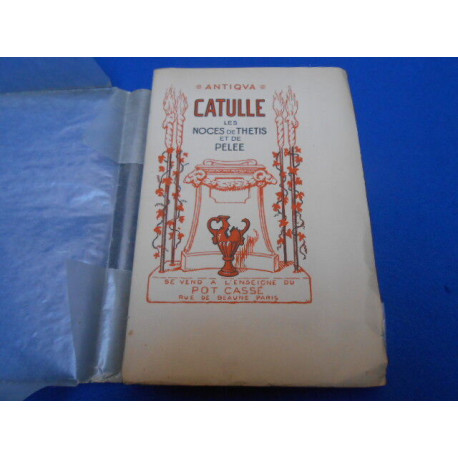 ANTIQVA
CATULLE
LES
NOCES DE THETIS
ET DE
PELEE
SE VEND A L'ENSEIGNE DU
POT CASSÉ
RUE DE BEAUNE PARIS